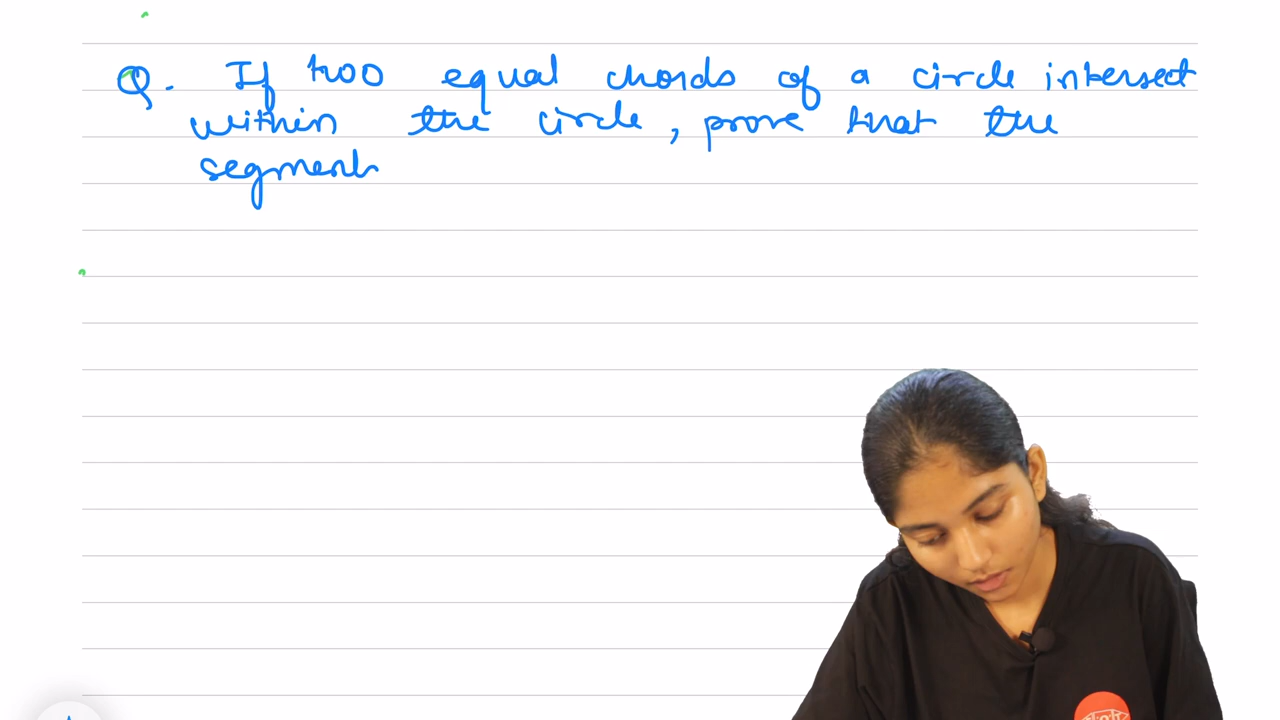 Q. If two equal chords of a circle intersect
within the circle, prove that the
segment